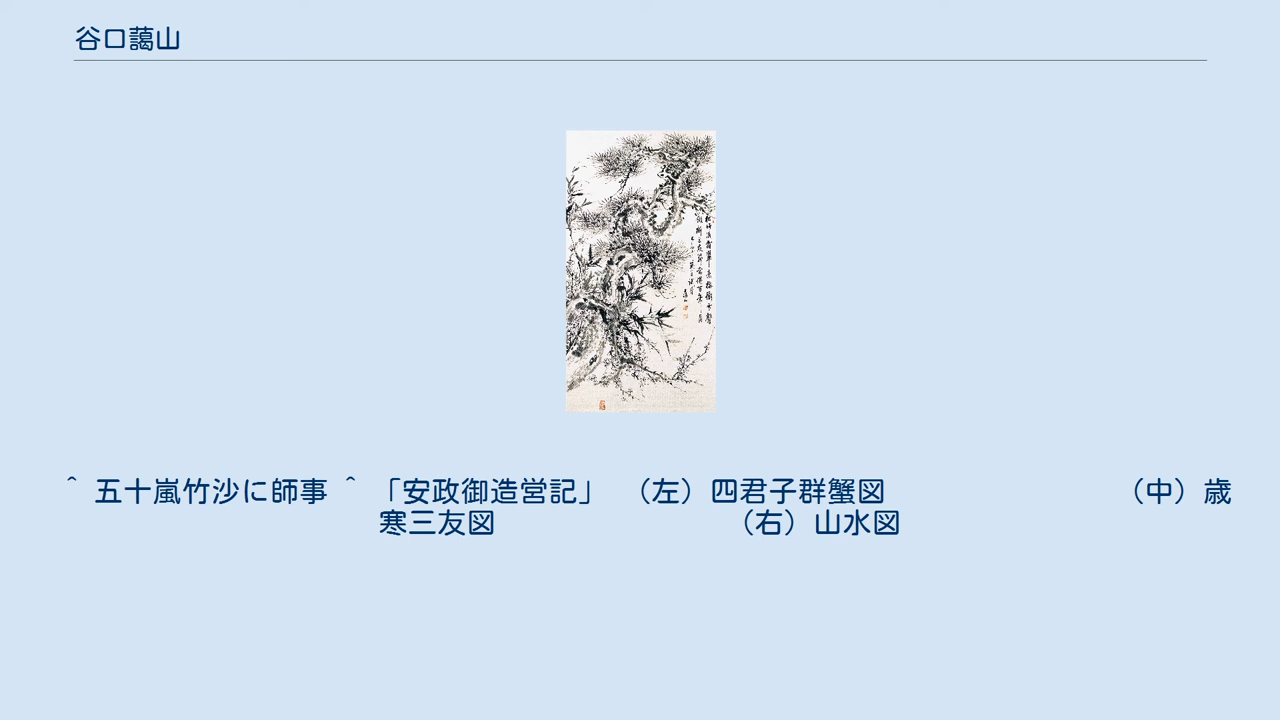 谷口藹山
^ 五十嵐竹沙に師事 ^ 「安政御造営記」 （左）四君子群蟹図 （中）歳
寒三友図 （右）山水図